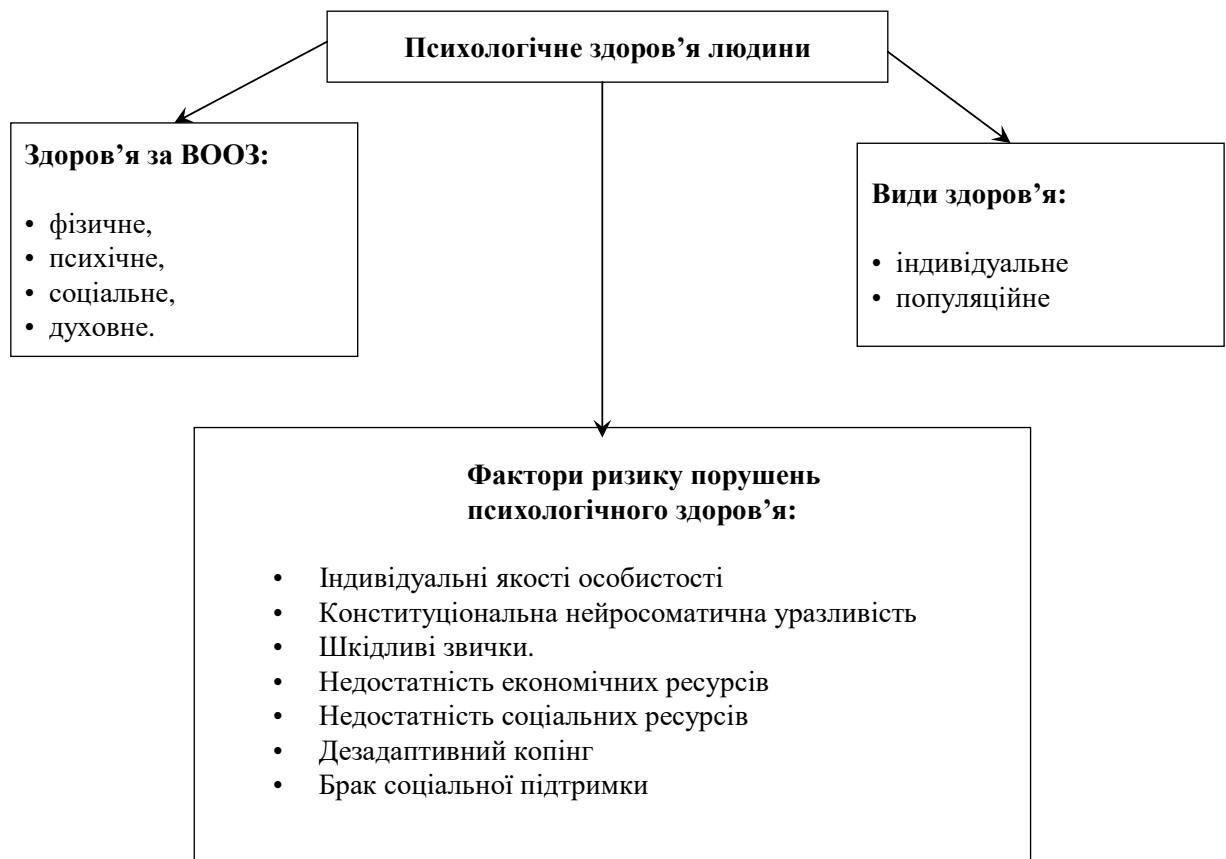 Психологічне здоров’я людини
Здоров’я за ВООЗ:
• фізичне,
• психічне,
• соціальне,
• духовне.
Види здоров’я:
• індивідуальне
• популяційне
Фактори ризику порушень
психологічного здоров’я:
• Індивідуальні якості особистості
• Конституціональна нейросоматична уразливість
• Шкідливі звички.
• Недостатність економічних ресурсів
• Недостатність соціальних ресурсів
• Дезадаптивний копінг
• Брак соціальної підтримки